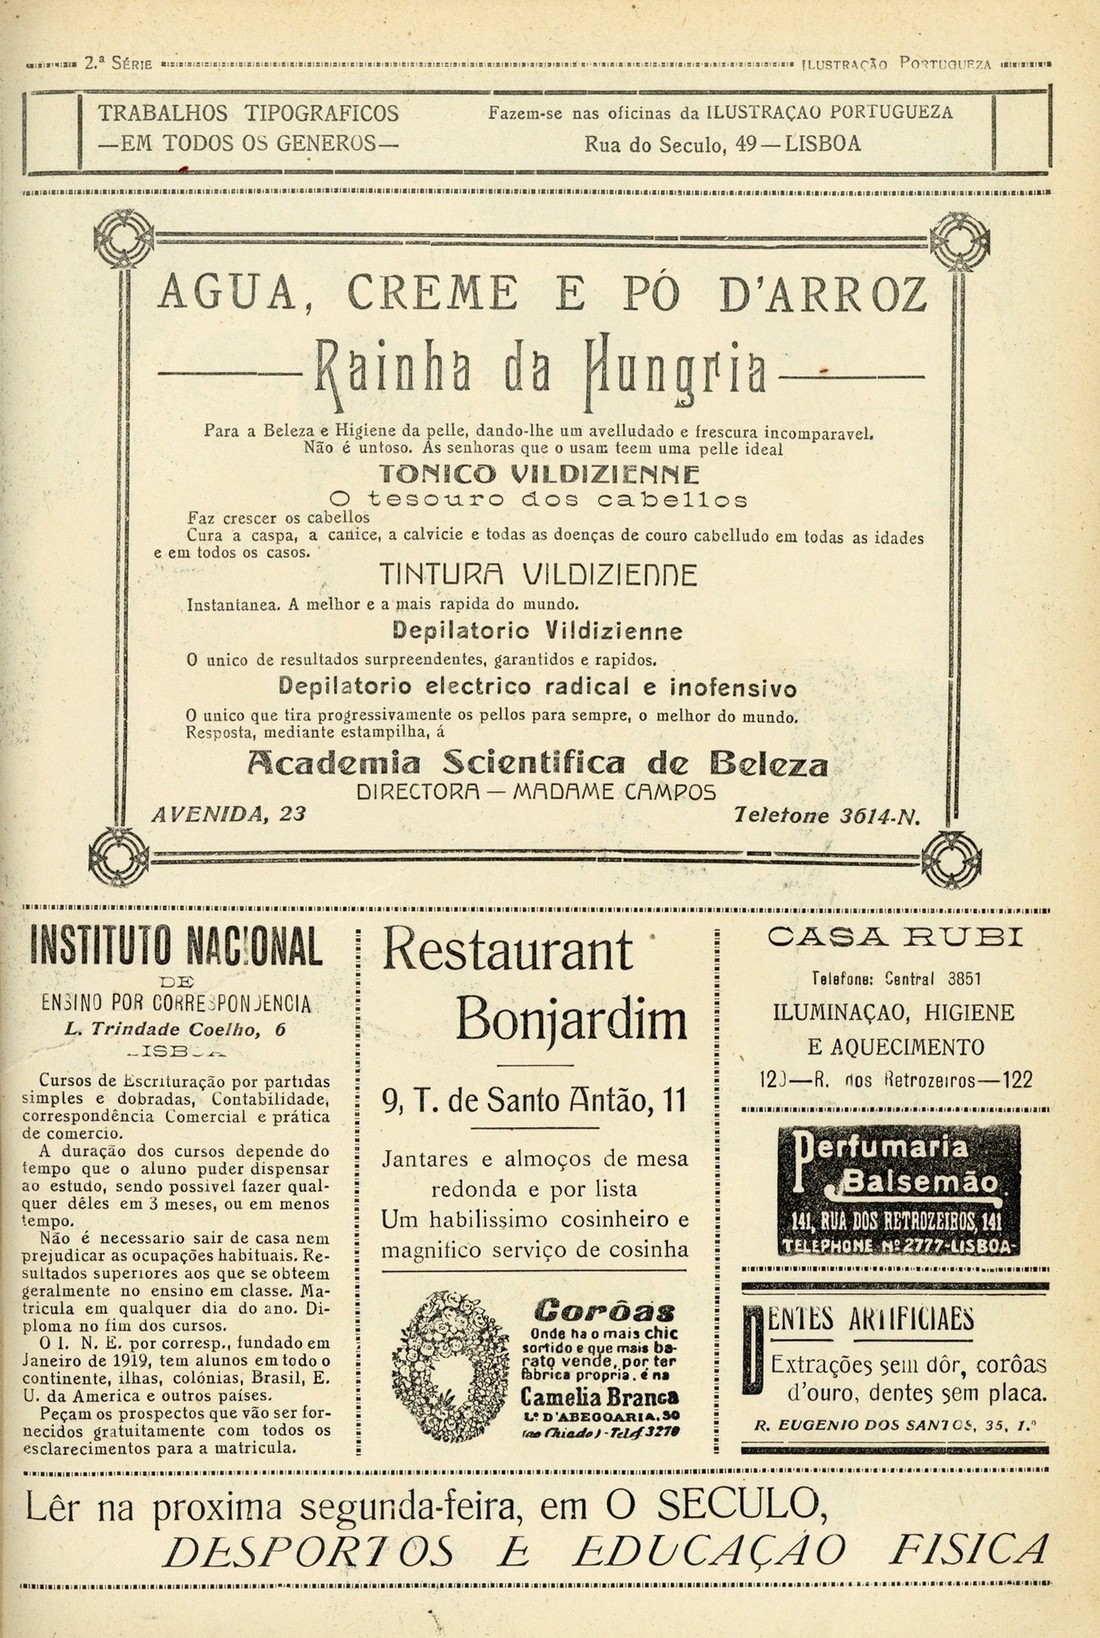 2.ª SÉRIE
ILUSTRAÇÃO PORTUGUEZA
TRABALHOS TIPOGRAFICOS
—EM TODOS OS GENEROS—
Fazem-se nas oficinas da ILUSTRAÇAO PORTUGUEZA
Rua do Seculo, 49—LISBOA
AGUA, CREME E PÓ D'ARROZ
Rainha da Hungria
Para a Beleza e Higiene da pelle, dando-lhe um avelludado e frescura incomparavel.
Não é untoso. As senhoras que o usam teem uma pelle ideal
TONICO VILDIZIENNE
O tesouro dos cabellos
Faz crescer os cabellos
Cura a caspa, a canice, a calvicie e todas as doenças de couro cabelludo em todas as idades
e em todos os casos.
TINTURA VILDIZIENNE
Instantanea. A melhor e a mais rapida do mundo.
Depilatorio Vildizienne
O unico de resultados surpreendentes, garantidos e rapidos.
Depilatorio electrico radical e inofensivo
O unico que tira progressivamente os pellos para sempre, o melhor do mundo.
Resposta, mediante estampilha, á
Academia Scientifica de Beleza
DIRECTORA — MADAME CAMPOS
AVENIDA, 23
Telefone 3614-N.
INSTITUTO NACIONAL
DE
ENSINO POR CORRESPONDENCIA
L. Trindade Coelho, 6
LISBOA
Cursos de Escrituração por partidas
simples e dobradas, Contabilidade,
correspondência Comercial e prática
de comercio.
A duração dos cursos depende do
tempo que o aluno puder dispensar
ao estudo, sendo possivel fazer qual-
quer dêles em 3 meses, ou em menos
tempo.
Não é necessario sair de casa nem
prejudicar as ocupações habituais. Re-
sultados superiores aos que se obteem
geralmente no ensino em classe. Ma-
tricula em qualquer dia do ano. Di-
ploma no fim dos cursos.
O I. N. E. por corresp., fundado em
Janeiro de 1919, tem alunos em todo o
continente, ilhas, colónias, Brasil, E.
U. da America e outros países.
Peçam os prospectos que vão ser for-
necidos gratuitamente com todos os
esclarecimentos para a matricula.
Restaurant
Bonjardim
9, T. de Santo Antão, 11
Jantares e almoços de mesa
redonda e por lista
Um habilissimo cosinheiro e
magnifico serviço de cosinha
Corôas
Onde ha o mais chic
sortido e que mais ba-
rato vende, por ter
fabrica propria, é na
Camelia Branca
L.º D'ABEGOARIA, 50
(ao Chiado) - Telef. 3270
CASA RUBI
Telefone: Central 3851
ILUMINAÇAO, HIGIENE
E AQUECIMENTO
120—R. dos Retrozeiros—122
Perfumaria
Balsemão
141, RUA DOS RETROZEIROS, 141
TELEPHONE Nº 2777-LISBOA-
DENTES ARTIFICIAES
Extrações sem dôr, corôas
d'ouro, dentes sem placa.
R. EUGENIO DOS SANTOS, 35, 1.º
Lêr na proxima segunda-feira, em O SECULO,
DESPORTOS E EDUCAÇÃO FISICA